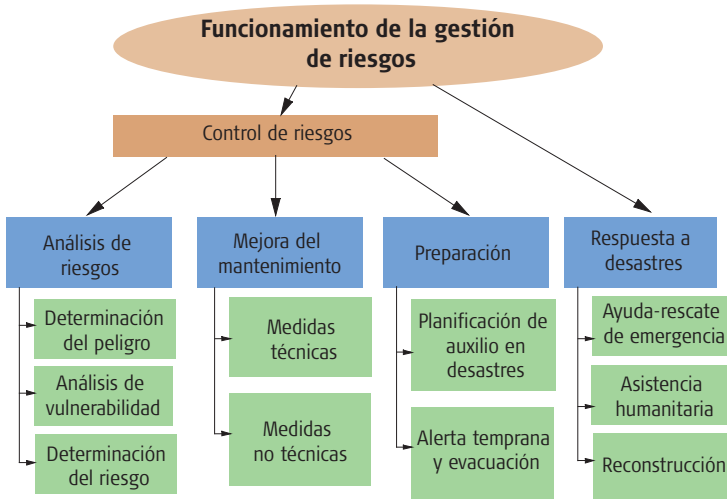 Funcionamiento de la gestión
de riesgos
Control de riesgos
Análisis de
riesgos
Determinación
del peligro
Análisis de
vulnerabilidad
Determinación
del riesgo
Mejora del
mantenimiento
Medidas
técnicas
Medidas
no técnicas
Preparación
Planificación de
auxilio en
desastres
Alerta temprana
y evacuación
Respuesta a
desastres
Ayuda-rescate
de emergencia
Asistencia
humanitaria
Reconstrucción